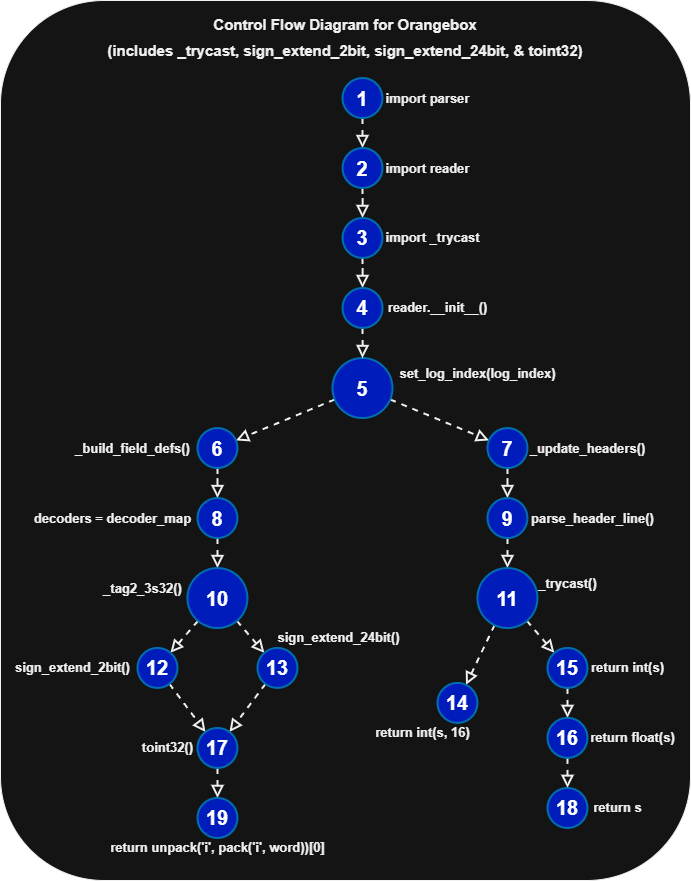 Control Flow Diagram for Orangebox
(includes _trycast, sign_extend_2bit, sign_extend_24bit, & toint32)
1 import parser
2 import reader
3 import _trycast
4 reader.__init__()
5 set_log_index(log_index)
_build_field_defs() 6
7 _update_headers()
decoders = decoder_map 8
9 parse_header_line()
_tag2_3s32() 10
11 _trycast()
sign_extend_2bit() 12
13 sign_extend_24bit()
15 return int(s)
14
return int(s, 16)
toint32() 17
16 return float(s)
18 return s
19
return unpack('i', pack('i', word))[0]